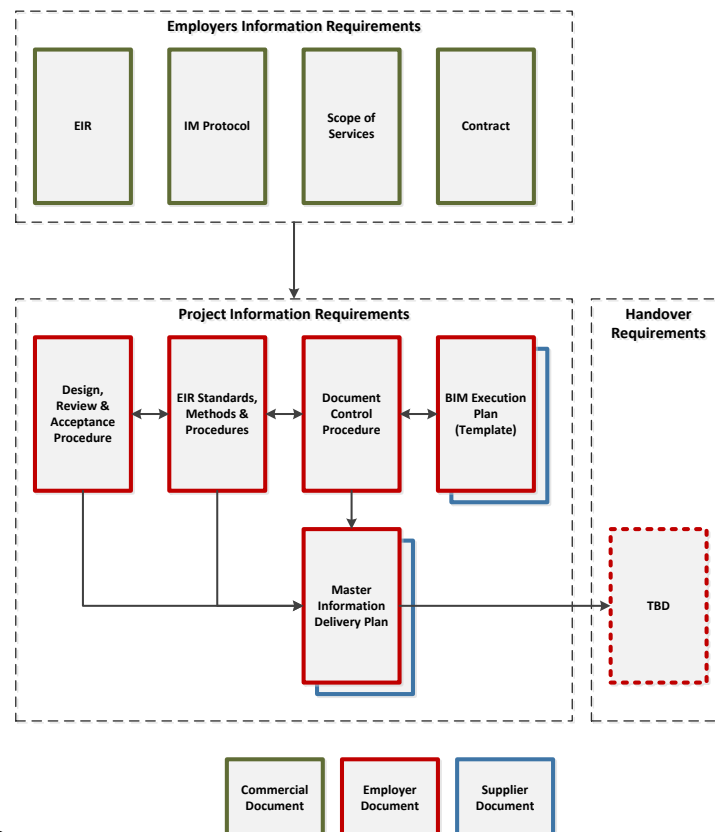 Employers Information Requirements
EIR
IM Protocol
Scope of
Services
Contract
Project Information Requirements
Handover
Requirements
Design,
Review &
Acceptance
Procedure
EIR Standards,
Methods &
Procedures
Document
Control
Procedure
BIM Execution
Plan
(Template)
Master
Information
Delivery Plan
TBD
Commercial
Document
Employer
Document
Supplier
Document